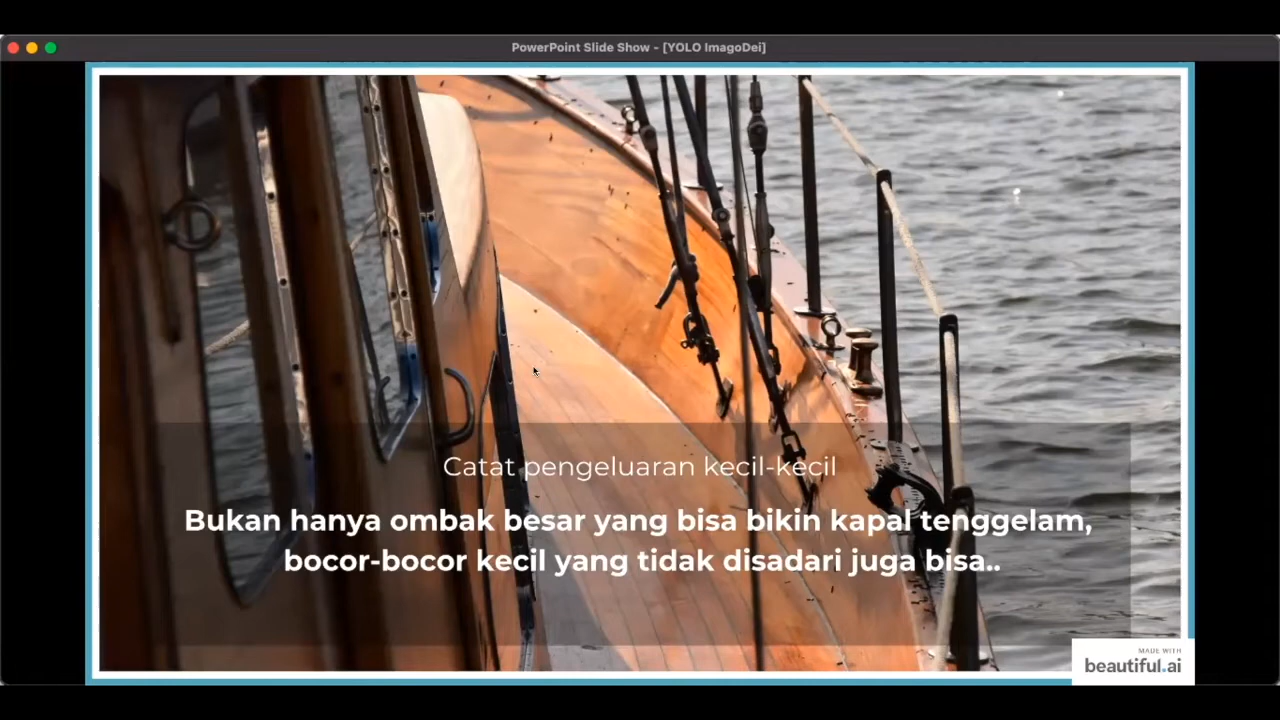 PowerPoint Slide Show - [YOLO ImagoDei]
Catat pengeluaran kecil-kecil
Bukan hanya ombak besar yang bisa bikin kapal tenggelam,
bocor-bocor kecil yang tidak disadari juga bisa..
MADE WITH
beautiful.ai